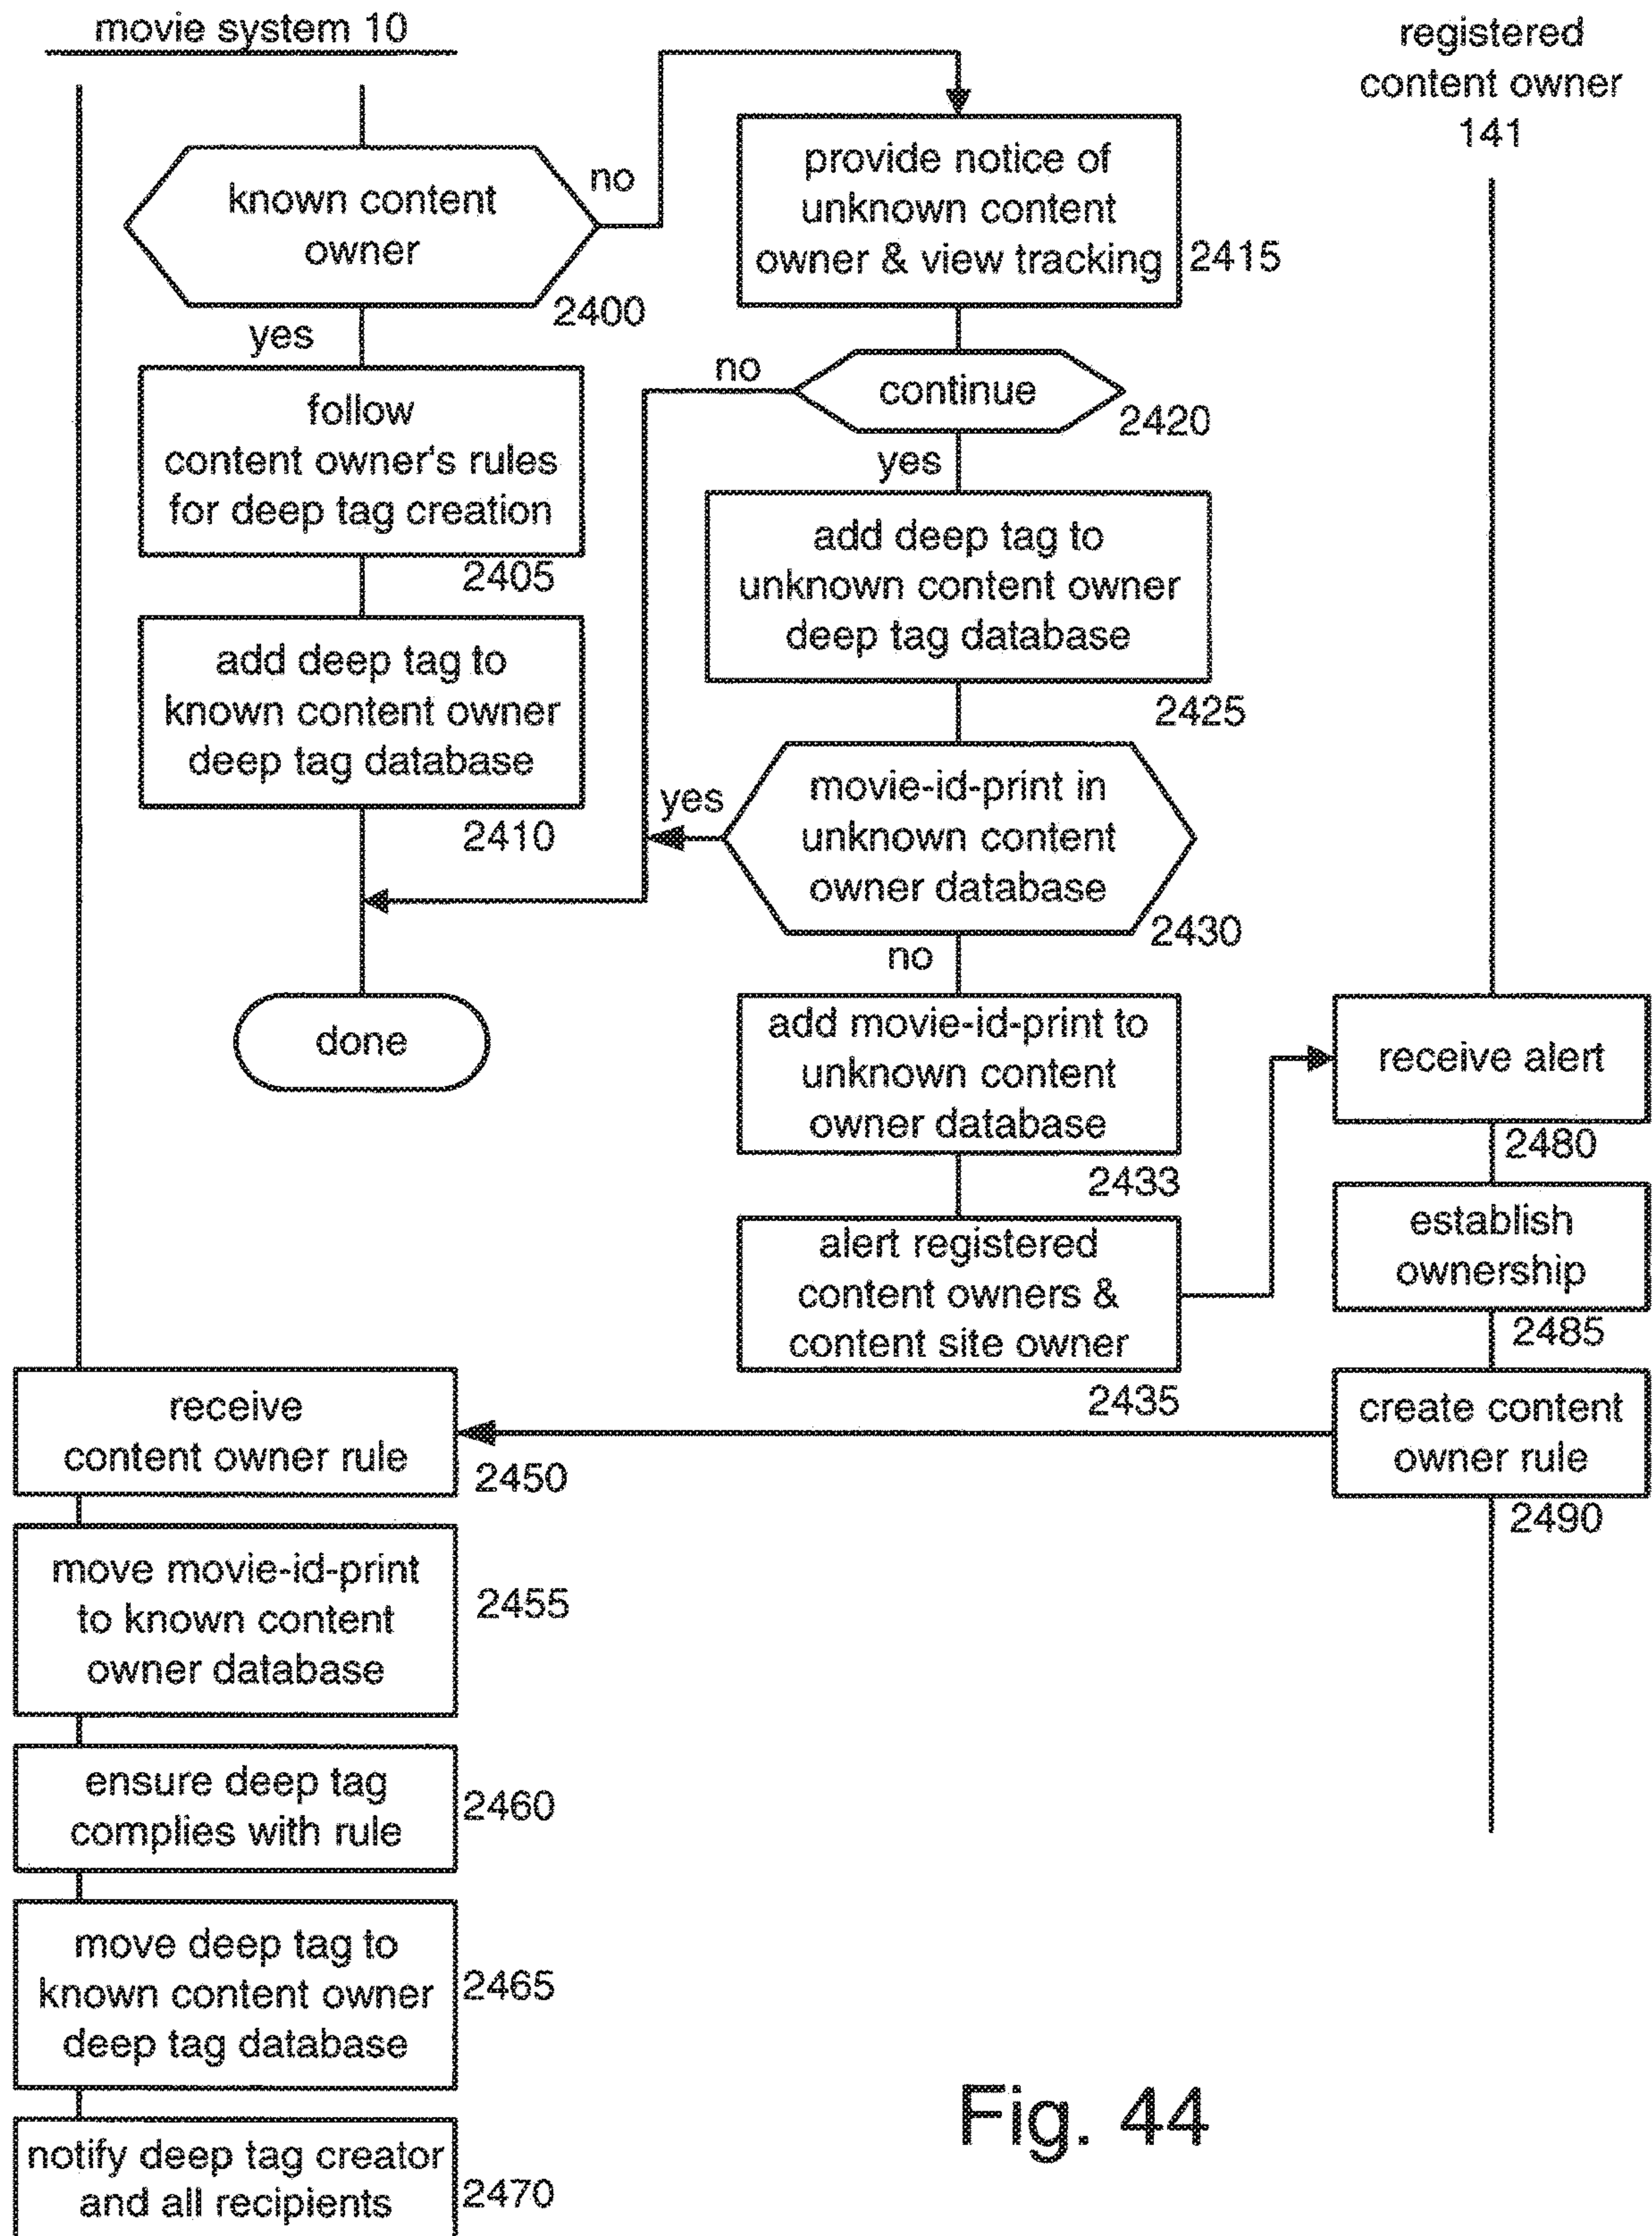 movie system 10
registered
content owner
141
known content
owner
no
2400
yes
provide notice of
unknown content
owner & view tracking
2415
follow
content owner's rules
for deep tag creation
2405
no
continue
2420
yes
add deep tag to
known content owner
deep tag database
2410
add deep tag to
unknown content owner
deep tag database
2425
yes
movie-id-print in
unknown content
owner database
2430
no
done
add movie-id-print to
unknown content
owner database
2433
alert registered
content owners &
content site owner
2435
receive alert
2480
establish
ownership
2485
create content
owner rule
2490
receive
content owner rule
2450
move movie-id-print
to known content
owner database
2455
ensure deep tag
complies with rule
2460
move deep tag to
known content owner
deep tag database
2465
notify deep tag creator
and all recipients
2470
Fig. 44